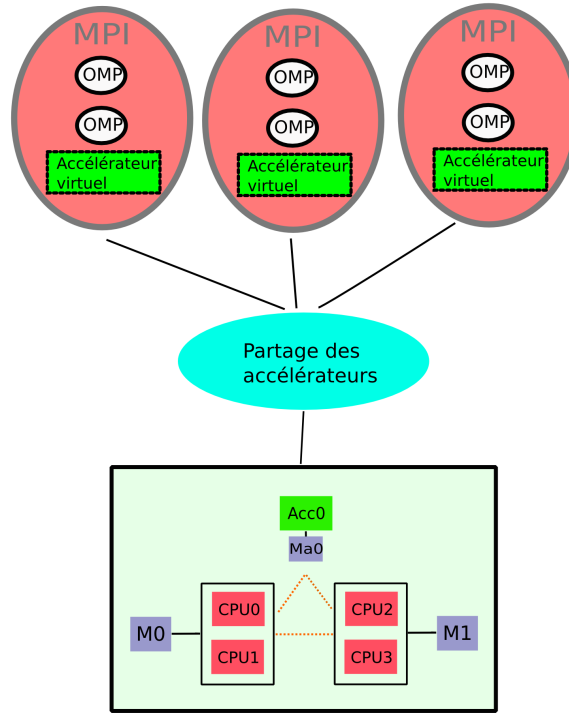 MPI
OMP
OMP
Accélérateur
virtuel
MPI
OMP
OMP
Accélérateur
virtuel
MPI
OMP
OMP
Accélérateur
virtuel
Partage des
accélérateurs
Acc0
Ma0
CPU0
CPU2
M0
M1
CPU1
CPU3